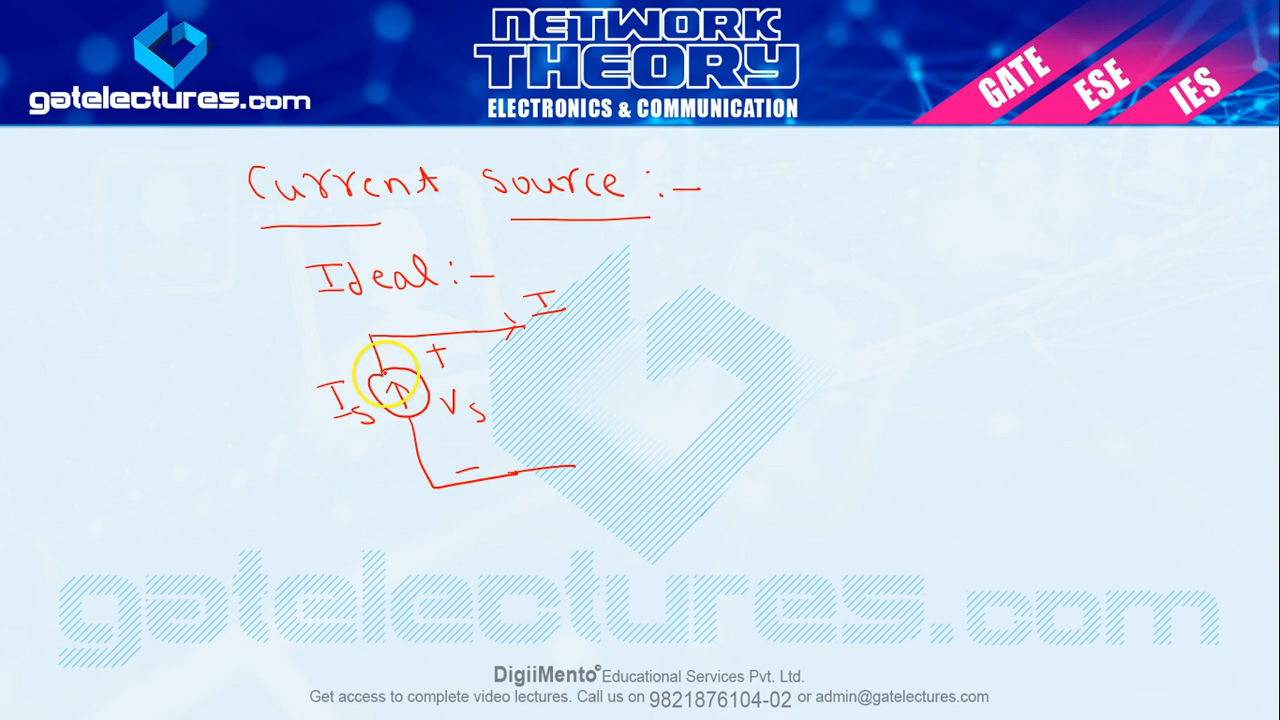 gatelectures.com
NETWORK
THEORY
ELECTRONICS & COMMUNICATION
GATE
ESE
IES
Current Source :-
Ideal :-
I
+
Is
Vs
-
gatelectures.com
DigiiMento© Educational Services Pvt. Ltd.
Get access to complete video lectures. Call us on 9821876104-02 or admin@gatelectures.com